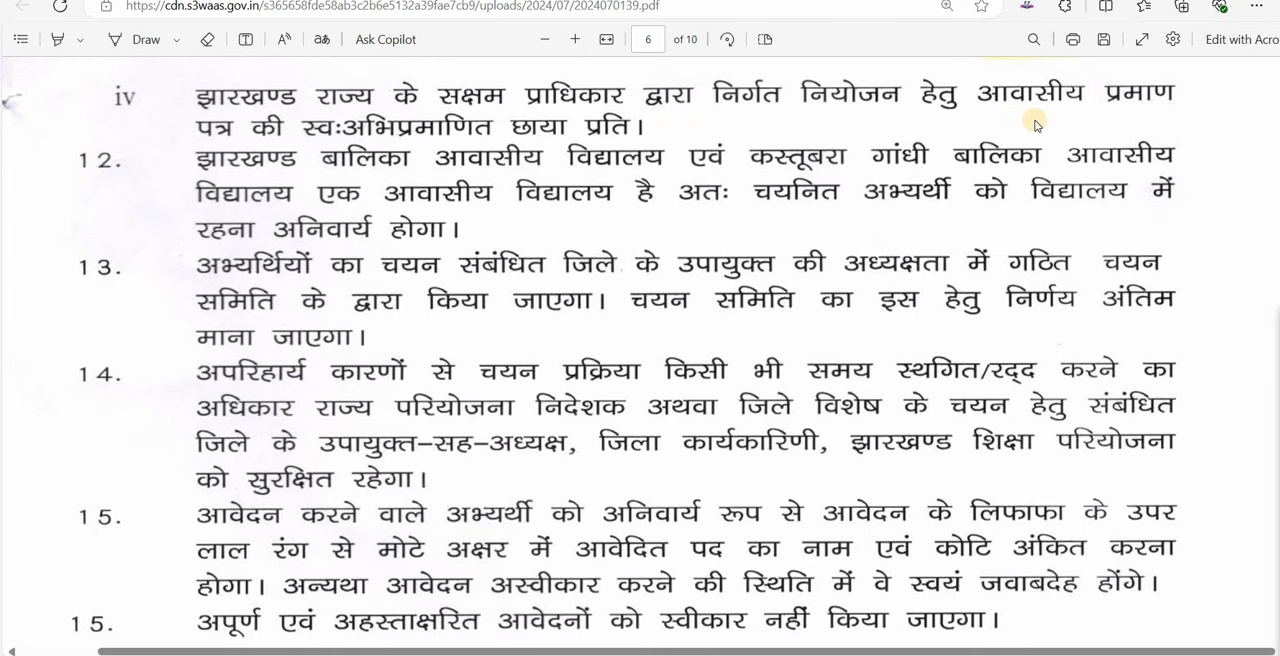 https://cdn.s3waas.gov.in/s365658fde58ab3c2b6e5132a39fae7cb9/uploads/2024/07/2024070139.pdf
Draw aあ Ask Copilot 6 of 10 Edit with Acro
iv झारखण्ड राज्य के सक्षम प्राधिकार द्वारा निर्गत नियोजन हेतु आवासीय प्रमाण
पत्र की स्वःअभिप्रमाणित छाया प्रति।
12. झारखण्ड बालिका आवासीय विद्यालय एवं कस्तूबरा गांधी बालिका आवासीय
विद्यालय एक आवासीय विद्यालय है अतः चयनित अभ्यर्थी को विद्यालय में
रहना अनिवार्य होगा।
13. अभ्यर्थियों का चयन संबंधित जिले के उपायुक्त की अध्यक्षता में गठित चयन
समिति के द्वारा किया जाएगा। चयन समिति का इस हेतु निर्णय अंतिम
माना जाएगा।
14. अपरिहार्य कारणों से चयन प्रक्रिया किसी भी समय स्थगित/रद्द करने का
अधिकार राज्य परियोजना निदेशक अथवा जिले विशेष के चयन हेतु संबंधित
जिले के उपायुक्त–सह–अध्यक्ष, जिला कार्यकारिणी, झारखण्ड शिक्षा परियोजना
को सुरक्षित रहेगा।
15. आवेदन करने वाले अभ्यर्थी को अनिवार्य रूप से आवेदन के लिफाफा के उपर
लाल रंग से मोटे अक्षर में आवेदित पद का नाम एवं कोटि अंकित करना
होगा। अन्यथा आवेदन अस्वीकार करने की स्थिति में वे स्वयं जवाबदेह होंगे।
15. अपूर्ण एवं अहस्ताक्षरित आवेदनों को स्वीकार नहीं किया जाएगा।